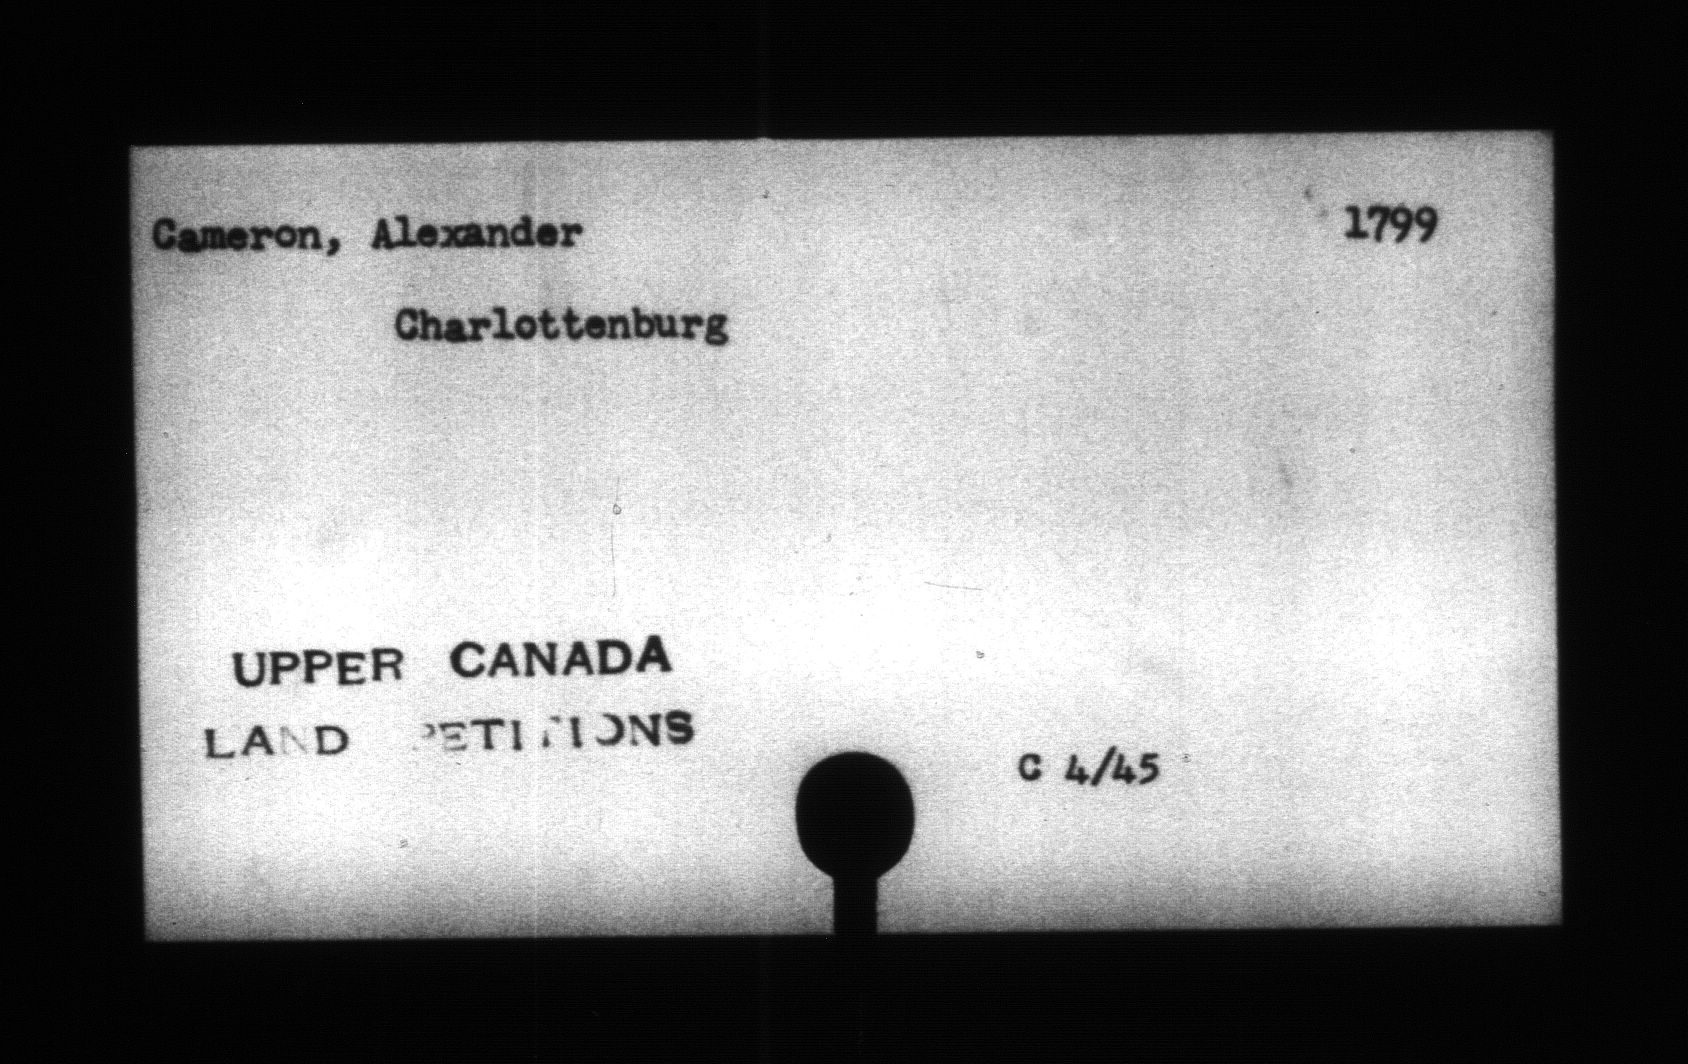 Cameron, Alexander 1799
Charlottenburg
UPPER CANADA
LAND PETITIONS
C 4/45